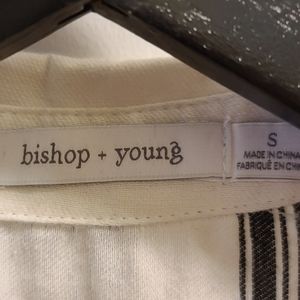 bishop + young
S
MADE IN CHINA
FABRIQUÉ EN CHINE